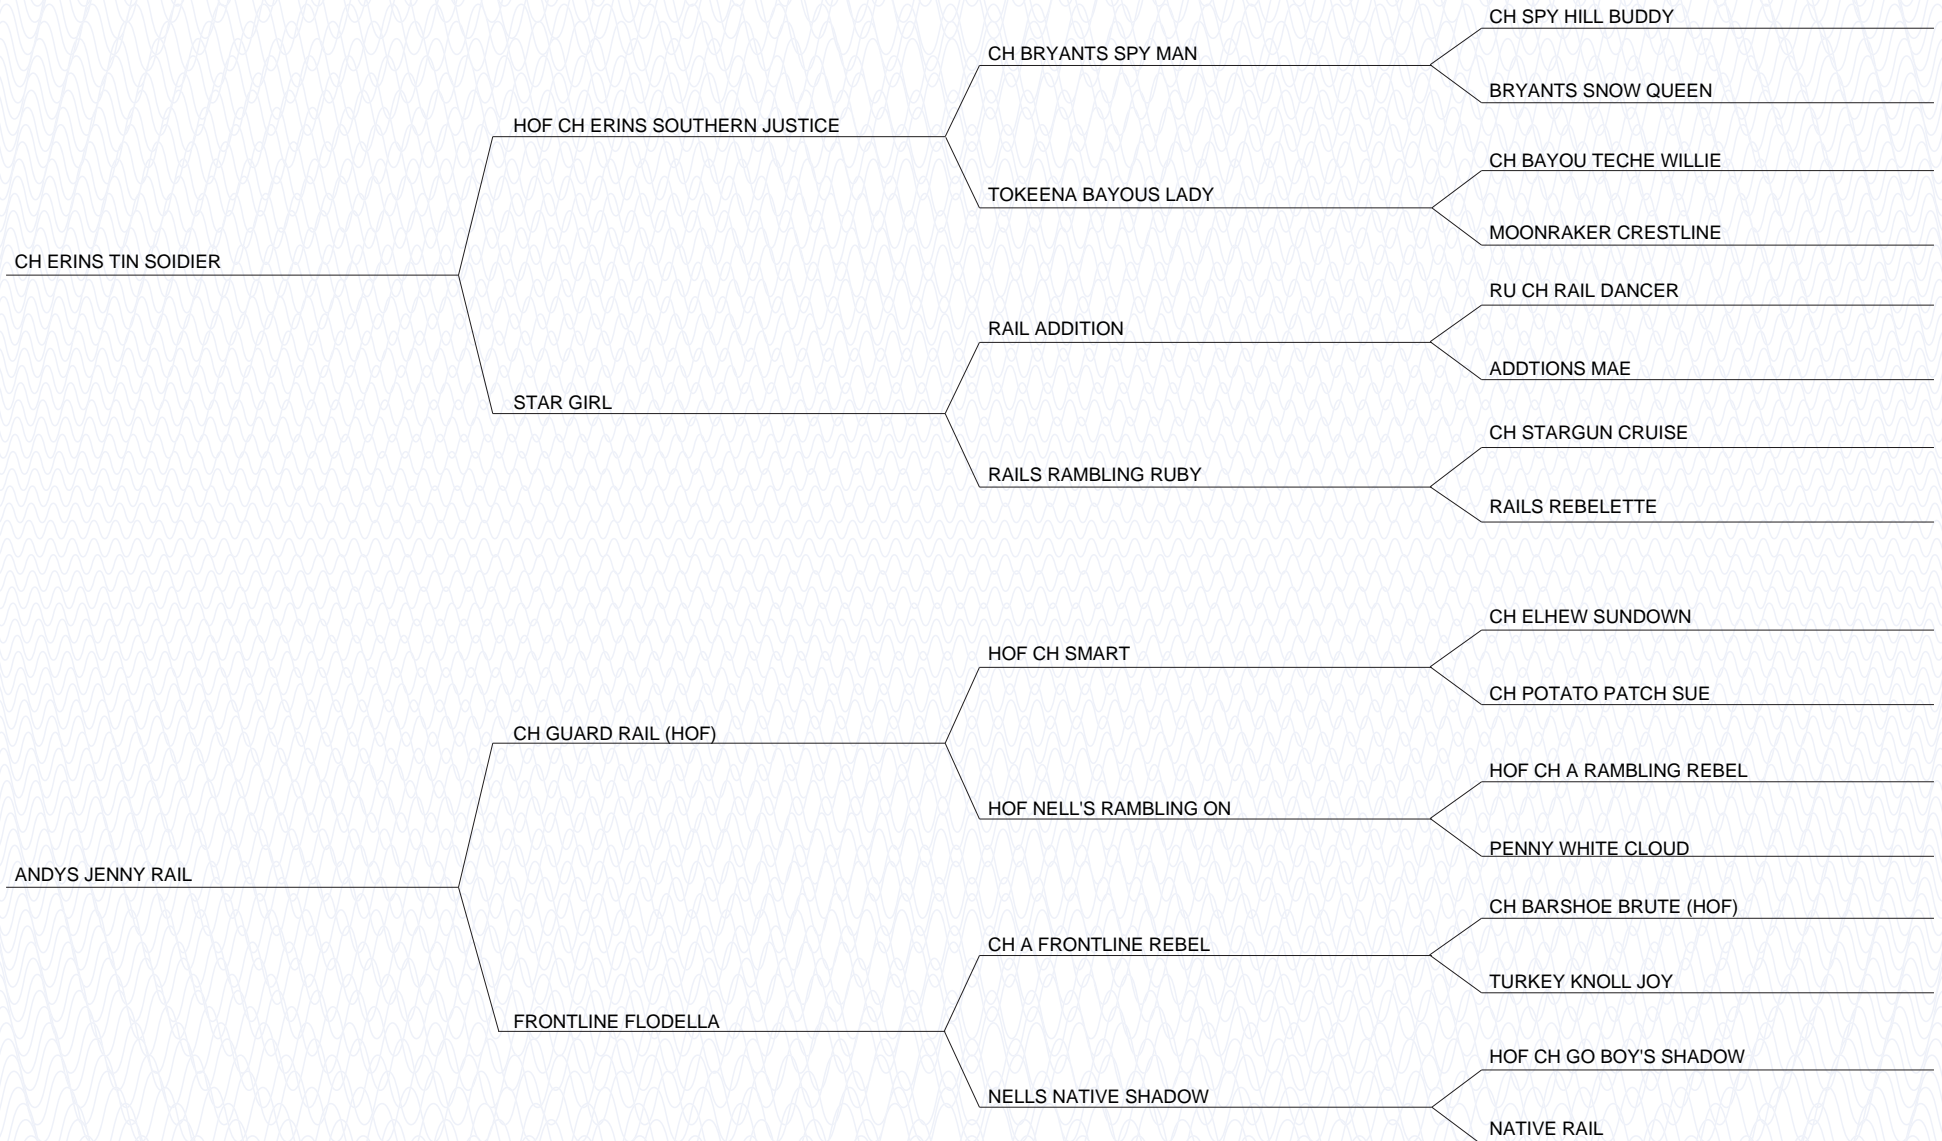 CH SPY HILL BUDDY
CH BRYANTS SPY MAN
BRYANTS SNOW QUEEN
HOF CH ERINS SOUTHERN JUSTICE
CH BAYOU TECHE WILLIE
TOKEENA BAYOUS LADY
MOONRAKER CRESTLINE
CH ERINS TIN SOIDIER
RU CH RAIL DANCER
RAIL ADDITION
ADDTIONS MAE
STAR GIRL
CH STARGUN CRUISE
RAILS RAMBLING RUBY
RAILS REBELETTE
CH ELHEW SUNDOWN
HOF CH SMART
CH POTATO PATCH SUE
CH GUARD RAIL (HOF)
HOF CH A RAMBLING REBEL
HOF NELL'S RAMBLING ON
PENNY WHITE CLOUD
ANDYS JENNY RAIL
CH BARSHOE BRUTE (HOF)
CH A FRONTLINE REBEL
TURKEY KNOLL JOY
FRONTLINE FLODELLA
HOF CH GO BOY'S SHADOW
NELLS NATIVE SHADOW
NATIVE RAIL